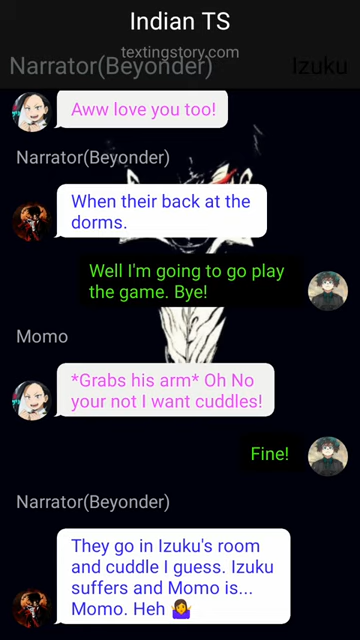 Indian TS
textingstory.com
Narrator(Beyonder)
Izuku
Aww love you too!
Narrator(Beyonder)
When their back at the
dorms.
Well I'm going to go play
the game. Bye!
Momo
*Grabs his arm* Oh No
your not I want cuddles!
Fine!
Narrator(Beyonder)
They go in Izuku's room
and cuddle I guess. Izuku
suffers and Momo is...
Momo. Heh 🤷‍♀️